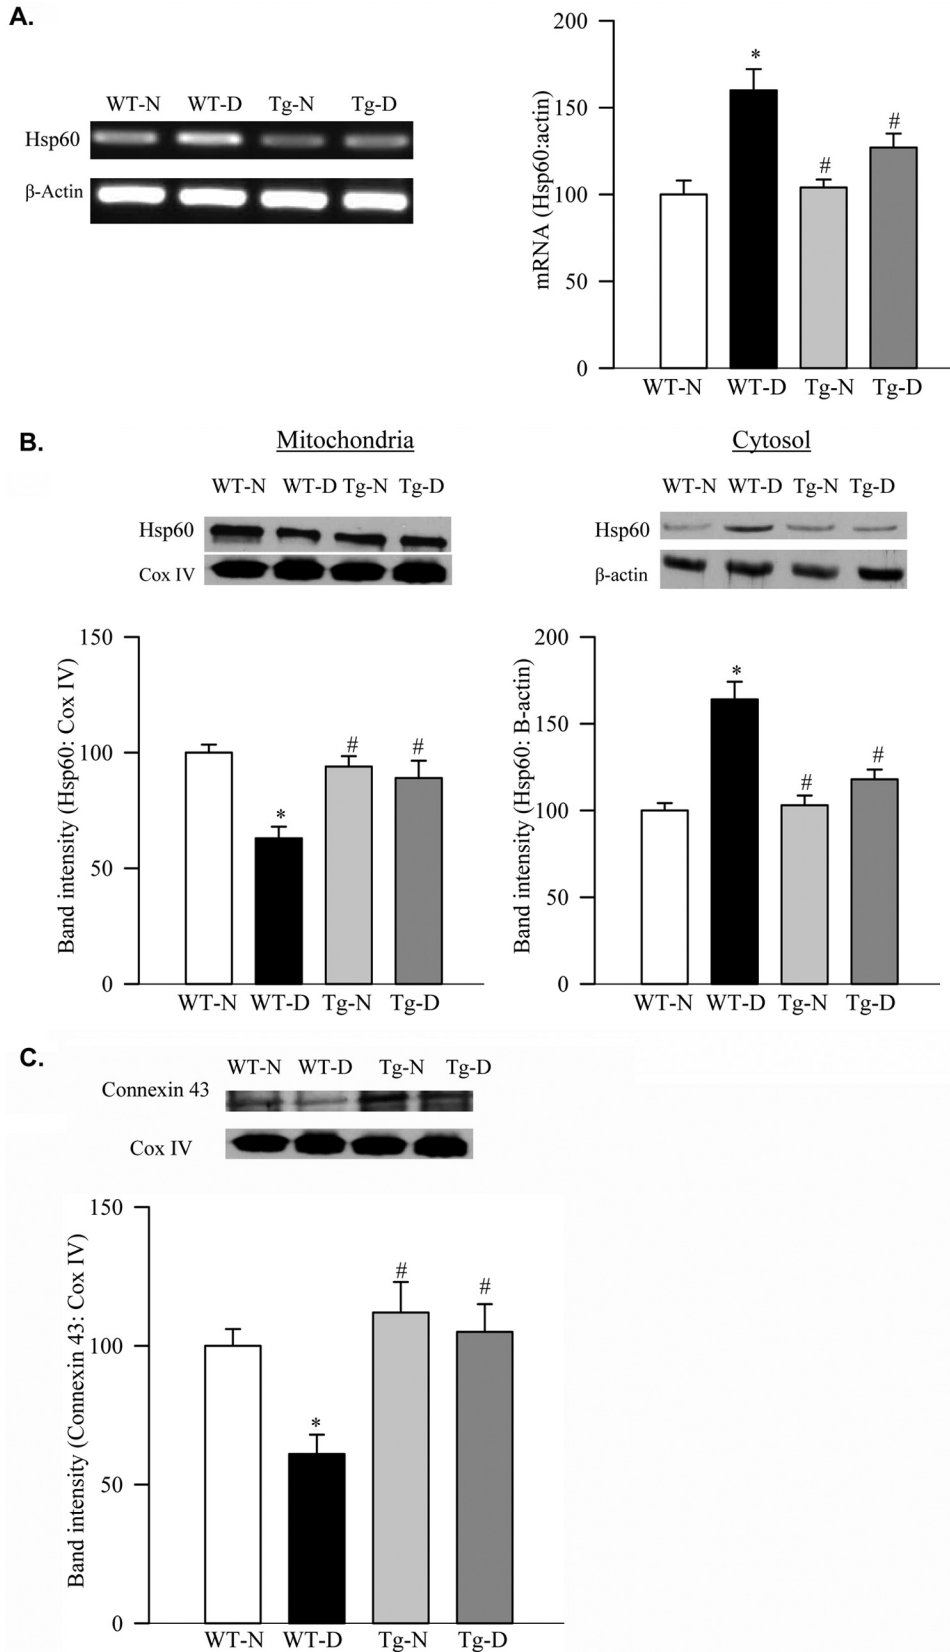 A.
WT-N WT-D Tg-N Tg-D
Hsp60
β-Actin
mRNA (Hsp60:actin)
200
150
100
50
0
*
#
#
WT-N WT-D Tg-N Tg-D
B.
Mitochondria
WT-N WT-D Tg-N Tg-D
Hsp60
Cox IV
Band intensity (Hsp60: Cox IV)
150
100
50
0
*
#
#
WT-N WT-D Tg-N Tg-D
Cytosol
WT-N WT-D Tg-N Tg-D
Hsp60
β-actin
Band intensity (Hsp60: B-actin)
200
150
100
50
0
*
#
#
WT-N WT-D Tg-N Tg-D
C.
WT-N WT-D Tg-N Tg-D
Connexin 43
Cox IV
Band intensity (Connexin 43: Cox IV)
150
100
50
0
*
#
#
WT-N WT-D Tg-N Tg-D